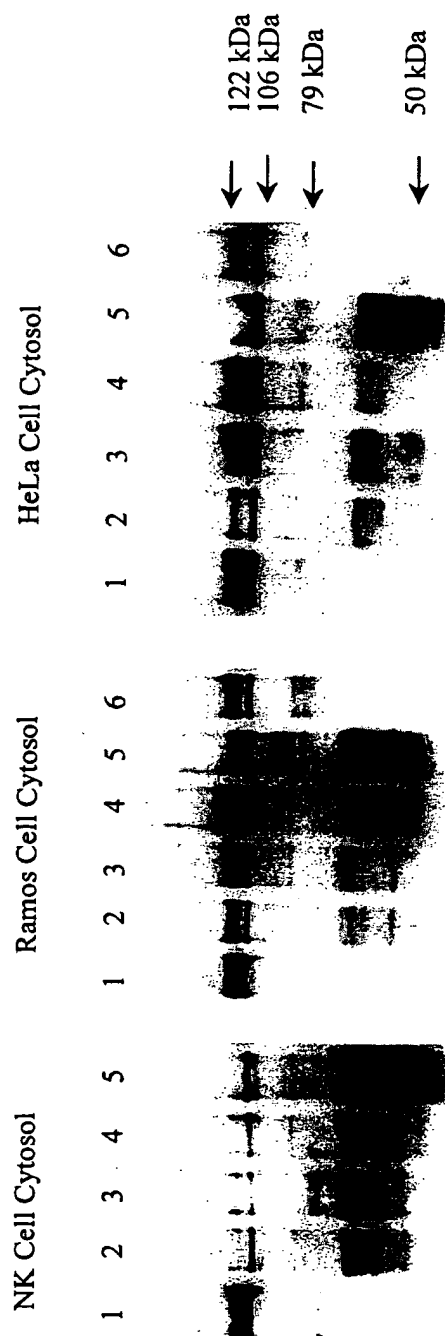 NK Cell Cytosol
1 2 3 4 5
Ramos Cell Cytosol
1 2 3 4 5 6
HeLa Cell Cytosol
1 2 3 4 5 6
122 kDa
106 kDa
79 kDa
50 kDa